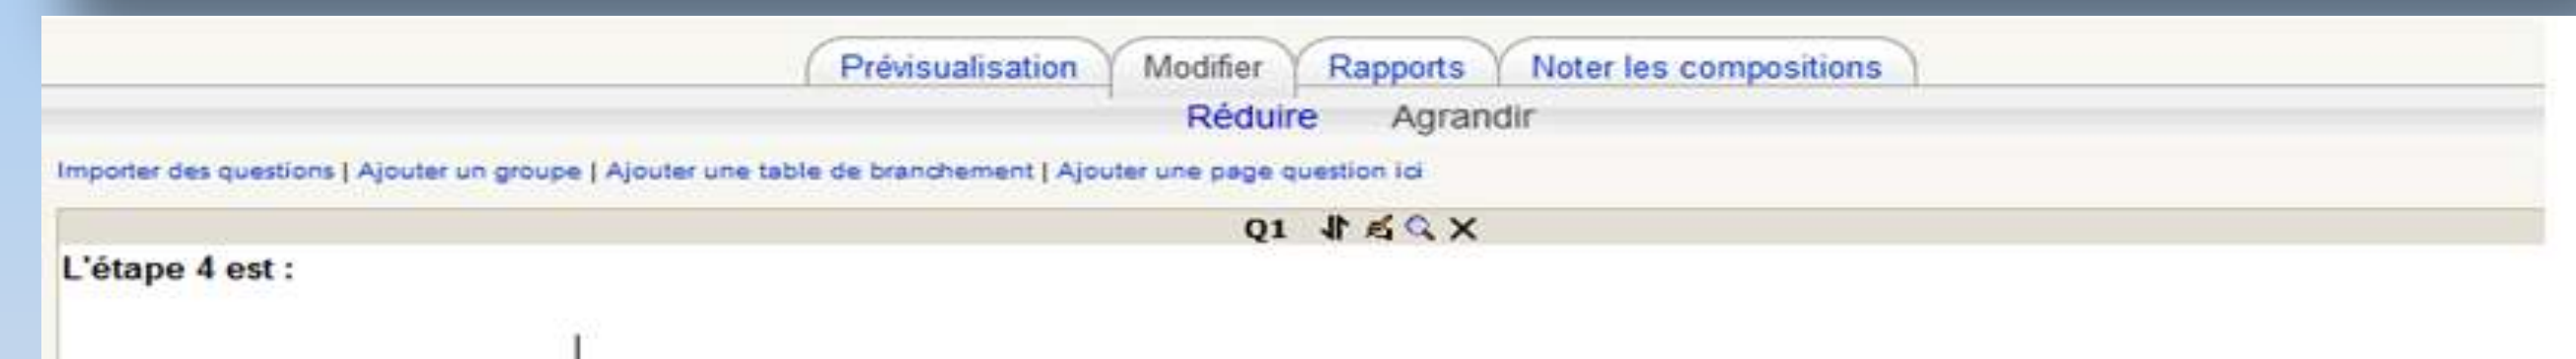 Prévisualisation Modifier Rapports Noter les compositions
Réduire Agrandir
Importer des questions | Ajouter un groupe | Ajouter une table de branchement | Ajouter une page question ici
Q1
L'étape 4 est :